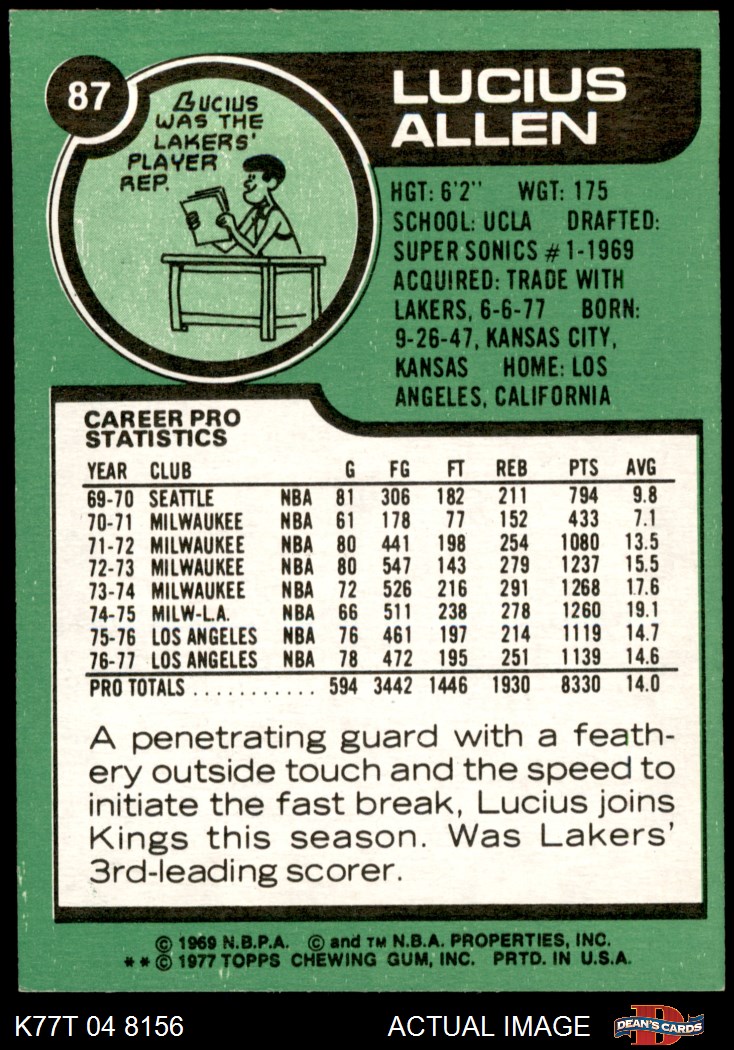 87
LUCIUS
WAS THE
LAKERS'
PLAYER
REP.
LUCIUS
ALLEN
HGT: 6'2" WGT: 175
SCHOOL: UCLA DRAFTED:
SUPER SONICS #1-1969
ACQUIRED: TRADE WITH
LAKERS, 6-6-77 BORN:
9-26-47, KANSAS CITY,
KANSAS HOME: LOS
ANGELES, CALIFORNIA
CAREER PRO
STATISTICS
YEAR CLUB G FG FT REB PTS AVG
69-70 SEATTLE NBA 81 306 182 211 794 9.8
70-71 MILWAUKEE NBA 61 178 77 152 433 7.1
71-72 MILWAUKEE NBA 80 441 198 254 1080 13.5
72-73 MILWAUKEE NBA 80 547 143 279 1237 15.5
73-74 MILWAUKEE NBA 72 526 216 291 1268 17.6
74-75 MILW-L.A. NBA 66 511 238 278 1260 19.1
75-76 LOS ANGELES NBA 76 461 197 214 1119 14.7
76-77 LOS ANGELES NBA 78 472 195 251 1139 14.6
PRO TOTALS ........... 594 3442 1446 1930 8330 14.0
A penetrating guard with a feath-
ery outside touch and the speed to
initiate the fast break, Lucius joins
Kings this season. Was Lakers'
3rd-leading scorer.
© 1969 N.B.P.A. © and TM N.B.A. PROPERTIES, INC.
** © 1977 TOPPS CHEWING GUM, INC. PRTD. IN U.S.A.
K77T 04 8156 ACTUAL IMAGE DEAN'S CARDS